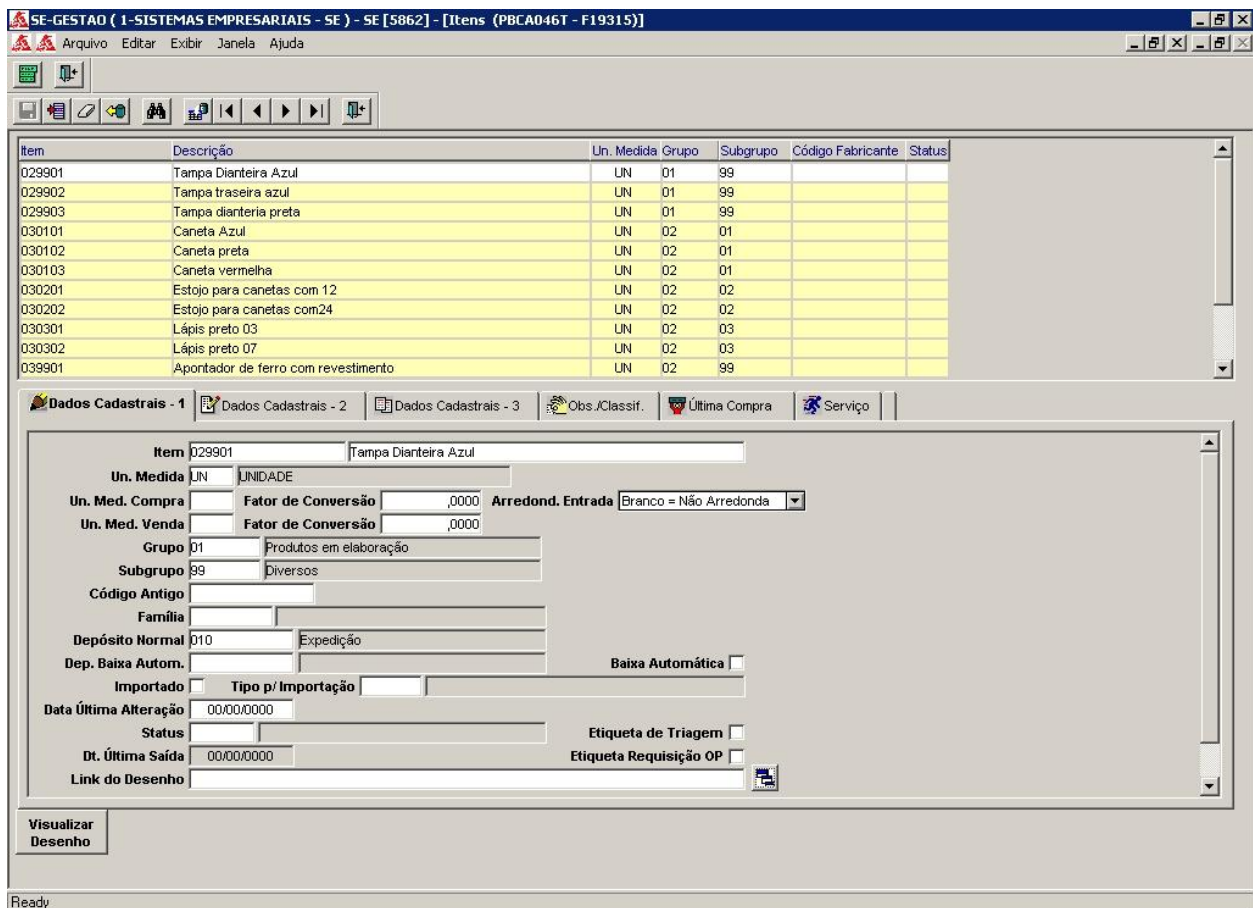 SE-GESTAO ( 1-SISTEMAS EMPRESARIAIS - SE ) - SE [5862] - [Itens (PBCA046T - F19315)]
Arquivo Editar Exibir Janela Ajuda
Item Descrição Un. Medida Grupo Subgrupo Código Fabricante Status
029901 Tampa Dianteira Azul UN 01 99
029902 Tampa traseira azul UN 01 99
029903 Tampa dianteria preta UN 01 99
030101 Caneta Azul UN 02 01
030102 Caneta preta UN 02 01
030103 Caneta vermelha UN 02 01
030201 Estojo para canetas com 12 UN 02 02
030202 Estojo para canetas com24 UN 02 02
030301 Lápis preto 03 UN 02 03
030302 Lápis preto 07 UN 02 03
039901 Apontador de ferro com revestimento UN 02 99
Dados Cadastrais - 1 Dados Cadastrais - 2 Dados Cadastrais - 3 Obs./Classif. Última Compra Serviço
Item 029901 Tampa Dianteira Azul
Un. Medida UN UNIDADE
Un. Med. Compra Fator de Conversão ,0000 Arredond. Entrada Branco = Não Arredonda
Un. Med. Venda Fator de Conversão ,0000
Grupo 01 Produtos em elaboração
Subgrupo 99 Diversos
Código Antigo
Família
Depósito Normal 010 Expedição
Dep. Baixa Autom. Baixa Automática
Importado Tipo p/ Importação
Data Última Alteração 00/00/0000
Status Etiqueta de Triagem
Dt. Última Saída 00/00/0000 Etiqueta Requisição OP
Link do Desenho
Visualizar
Desenho
Ready